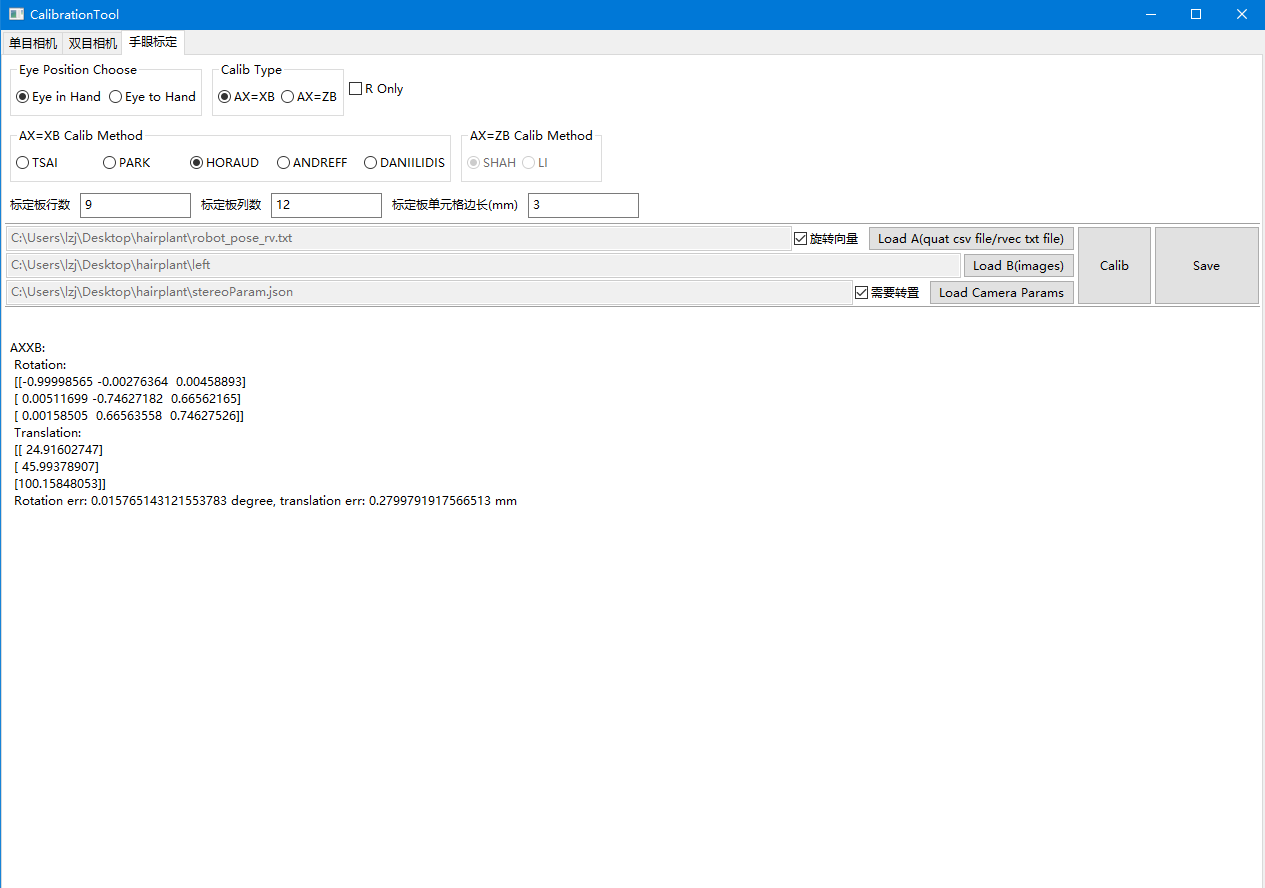 CalibrationTool
单目相机 双目相机 手眼标定
Eye Position Choose Calib Type
Eye in Hand Eye to Hand AX=XB AX=ZB R Only
AX=XB Calib Method AX=ZB Calib Method
TSAI PARK HORAUD ANDREFF DANIILIDIS SHAH LI
标定板行数 9 标定板列数 12 标定板单元格边长(mm) 3
C:\Users\lzj\Desktop\hairplant\robot_pose_rv.txt 旋转向量 Load A(quat csv file/rvec txt file)
C:\Users\lzj\Desktop\hairplant\left Load B(images) Calib Save
C:\Users\lzj\Desktop\hairplant\stereoParam.json 需要转置 Load Camera Params
AXXB:
Rotation:
[[-0.99998565 -0.00276364 0.00458893]
[ 0.00511699 -0.74627182 0.66562165]
[ 0.00158505 0.66563558 0.74627526]]
Translation:
[[ 24.91602747]
[ 45.99378907]
[100.15848053]]
Rotation err: 0.015765143121553783 degree, translation err: 0.2799791917566513 mm